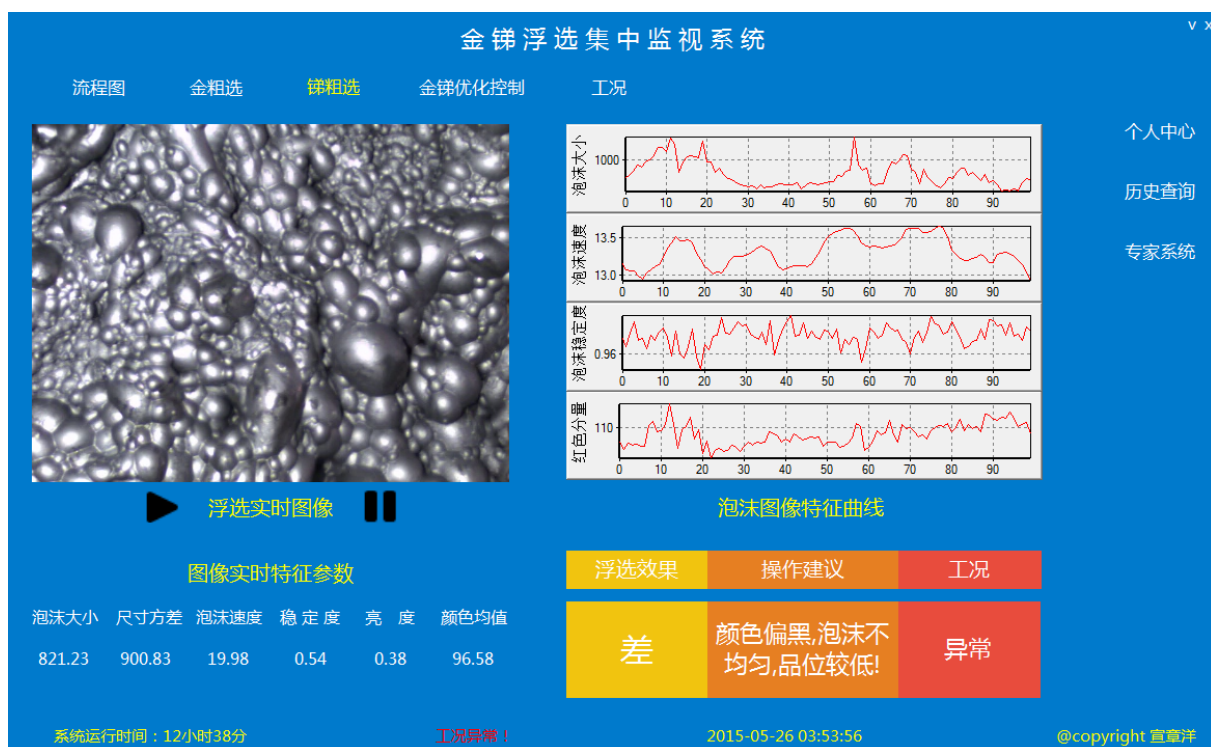 v x
金锑浮选集中监视系统
流程图 金粗选 锑粗选 金锑优化控制 工况
个人中心
历史查询
专家系统
泡沫大小
1000
0 10 20 30 40 50 60 70 80 90
泡沫速度
13.5
13.0
0 10 20 30 40 50 60 70 80 90
泡沫稳定度
0.96
0 10 20 30 40 50 60 70 80 90
红色分量
110
0 10 20 30 40 50 60 70 80 90
浮选实时图像
泡沫图像特征曲线
图像实时特征参数
泡沫大小 尺寸方差 泡沫速度 稳定度 亮 度 颜色均值
821.23 900.83 19.98 0.54 0.38 96.58
浮选效果 操作建议 工况
差
颜色偏黑,泡沫不
均匀,品位较低!
异常
系统运行时间：12小时38分
工况异常！
2015-05-26 03:53:56
@copyright 宣章洋